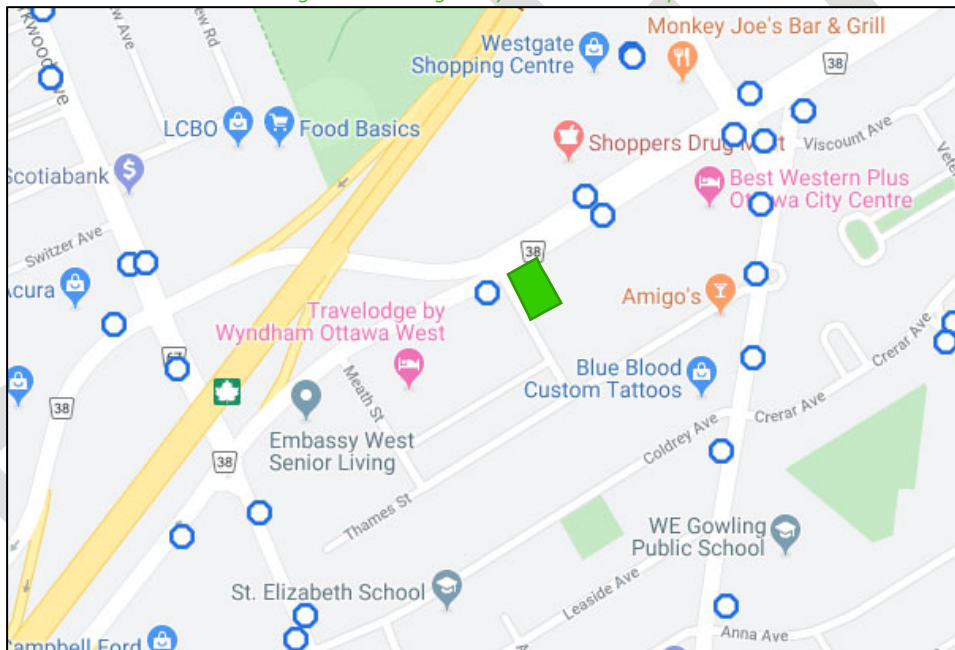 Monkey Joe's Bar & Grill
Westgate
Shopping Centre
38
LCBO
Food Basics
Shoppers Drug
Viscount Ave
Scotiabank
Best Western Plus
Ottawa City Centre
Switzer Ave
38
Acura
Amigo's
Travelodge by
Wyndham Ottawa West
Crerar Ave
Blue Blood
Custom Tattoos
Meath St
38
Crerar Ave
Embassy West
Senior Living
Coldrey Ave
38
Thames St
WE Gowling
Public School
St. Elizabeth School
Leaside Ave
Anna Ave
Campbell Ford